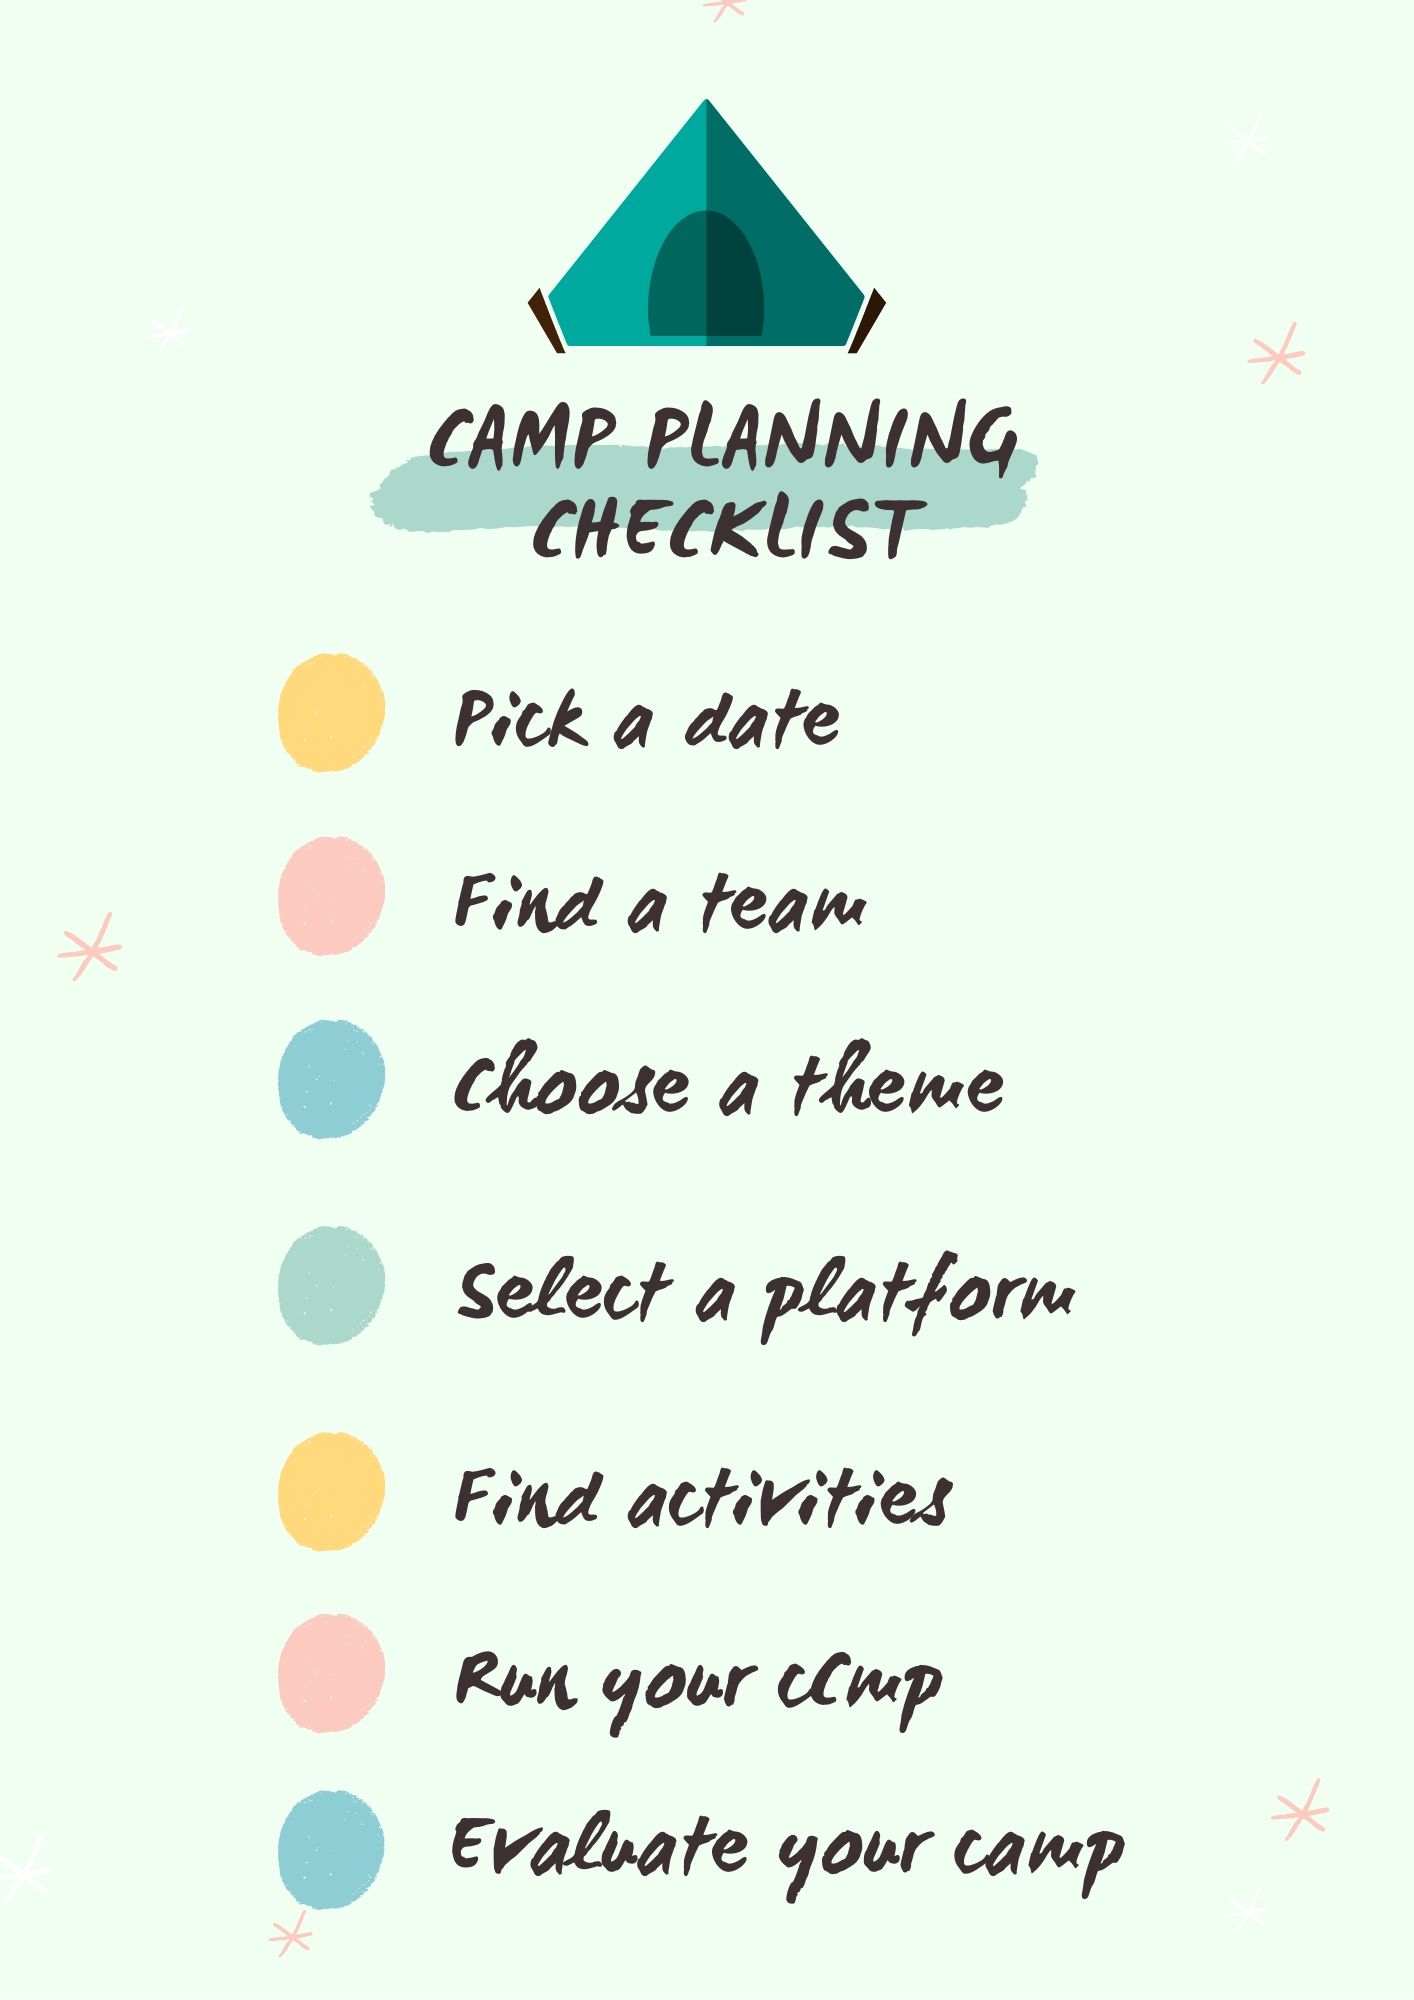 CAMP PLANNING
CHECKLIST
Pick a date
Find a team
Choose a theme
Select a platform
Find activities
Run your cCmp
Evaluate your camp